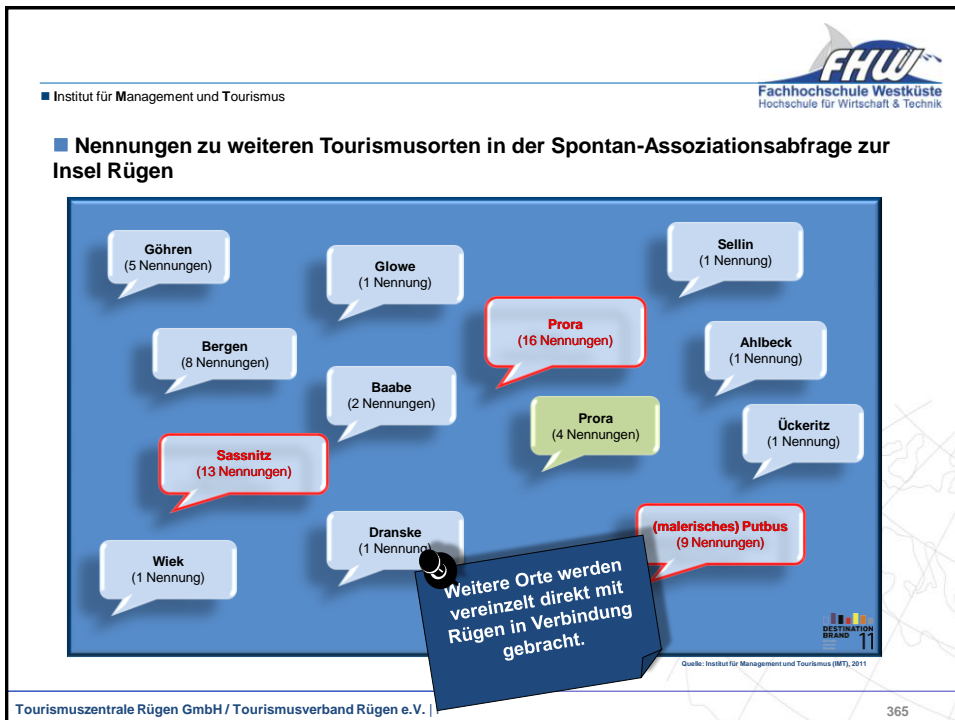 FHW
Fachhochschule Westküste
Hochschule für Wirtschaft & Technik
Institut für Management und Tourismus
Nennungen zu weiteren Tourismusorten in der Spontan-Assoziationsabfrage zur
Insel Rügen
Göhren
(5 Nennungen)
Glowe
(1 Nennung)
Sellin
(1 Nennung)
Prora
(16 Nennungen)
Bergen
(8 Nennungen)
Ahlbeck
(1 Nennung)
Baabe
(2 Nennungen)
Prora
(4 Nennungen)
Ückeritz
(1 Nennung)
Sassnitz
(13 Nennungen)
(malerisches) Putbus
(9 Nennungen)
Dranske
(1 Nennung)
Wiek
(1 Nennung)
Weitere Orte werden
vereinzelt direkt mit
Rügen in Verbindung
gebracht.
DESTINATION
BRAND 11
Quelle: Institut für Management und Tourismus (IMT), 2011
Tourismuszentrale Rügen GmbH / Tourismusverband Rügen e.V. |
365